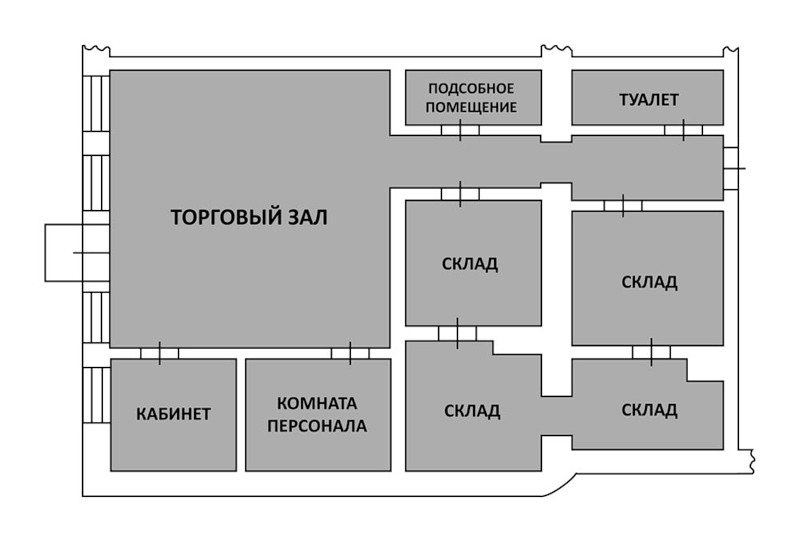 ПОДСОБНОЕ
ПОМЕЩЕНИЕ
ТУАЛЕТ
ТОРГОВЫЙ ЗАЛ
СКЛАД
СКЛАД
КАБИНЕТ
КОМНАТА
ПЕРСОНАЛА
СКЛАД
СКЛАД